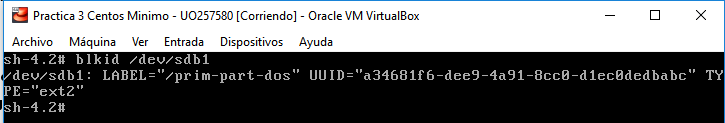 Practica 3 Centos Minimo - UO257580 [Corriendo] - Oracle VM VirtualBox
Archivo Máquina Ver Entrada Dispositivos Ayuda
sh-4.2# blkid /dev/sdb1
/dev/sdb1: LABEL="/prim-part-dos" UUID="a34681f6-dee9-4a91-8cc0-d1ec0dedbabc" TY
PE="ext2"
sh-4.2#